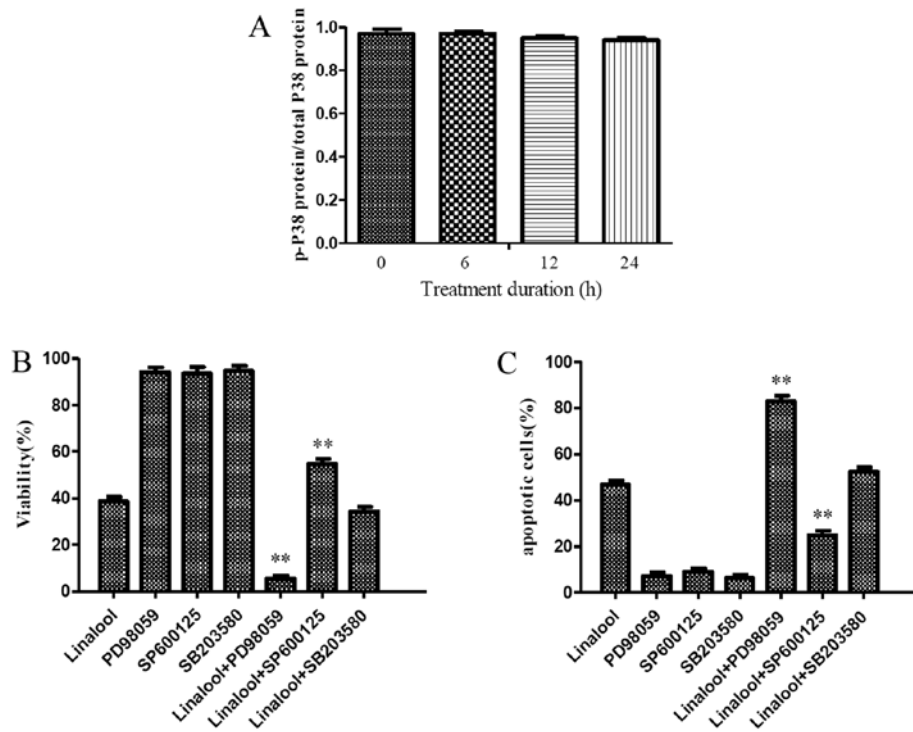 A
p-P38 protein/total P38 protein
1.0
0.8
0.6
0.4
0.2
0.0
0 6 12 24
Treatment duration (h)
B
Viability(%)
100
80
60
40
20
0
**
**
Linalool
PD98059
SP600125
SB203580
Linalool+PD98059
Linalool+SP600125
Linalool+SB203580
C
apoptotic cells(%)
100
80
60
40
20
0
**
**
Linalool
PD98059
SP600125
SB203580
Linalool+PD98059
Linalool+SP600125
Linalool+SB203580